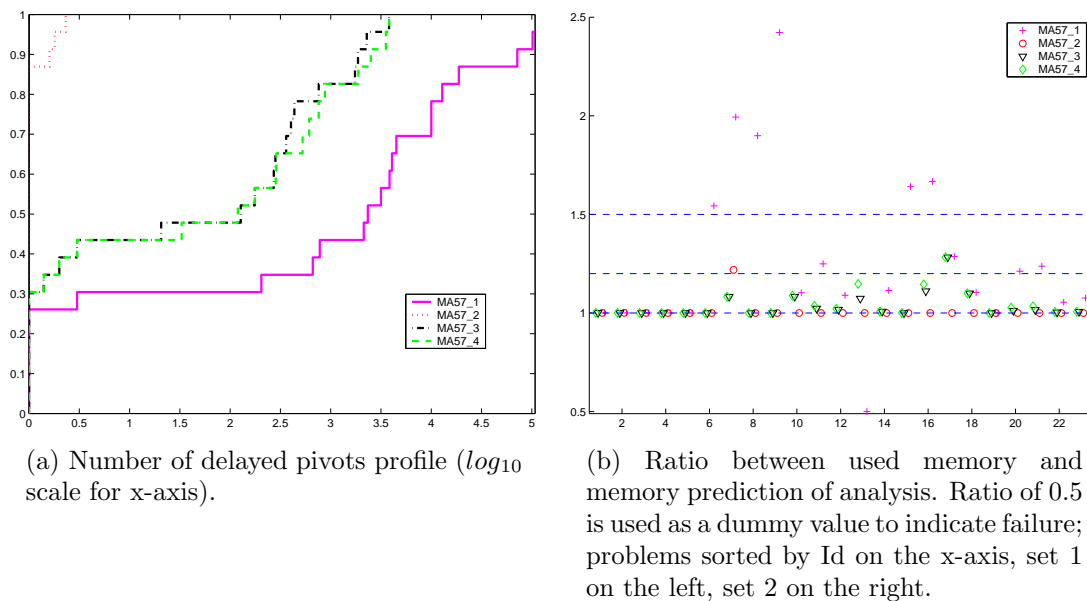 1
0.9
0.8
0.7
0.6
0.5
0.4
0.3
0.2
0.1
0
0 0.5 1 1.5 2 2.5 3 3.5 4 4.5 5
MA57_1
MA57_2
MA57_3
MA57_4
(a) Number of delayed pivots profile (log10
scale for x-axis).
2.5
2
1.5
1
0.5
2 4 6 8 10 12 14 16 18 20 22
MA57_1
MA57_2
MA57_3
MA57_4
(b) Ratio between used memory and
memory prediction of analysis. Ratio of 0.5
is used as a dummy value to indicate failure;
problems sorted by Id on the x-axis, set 1
on the left, set 2 on the right.